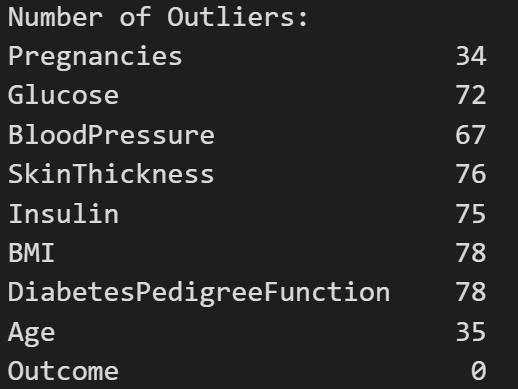 Number of Outliers:
Pregnancies 34
Glucose 72
BloodPressure 67
SkinThickness 76
Insulin 75
BMI 78
DiabetesPedigreeFunction 78
Age 35
Outcome 0